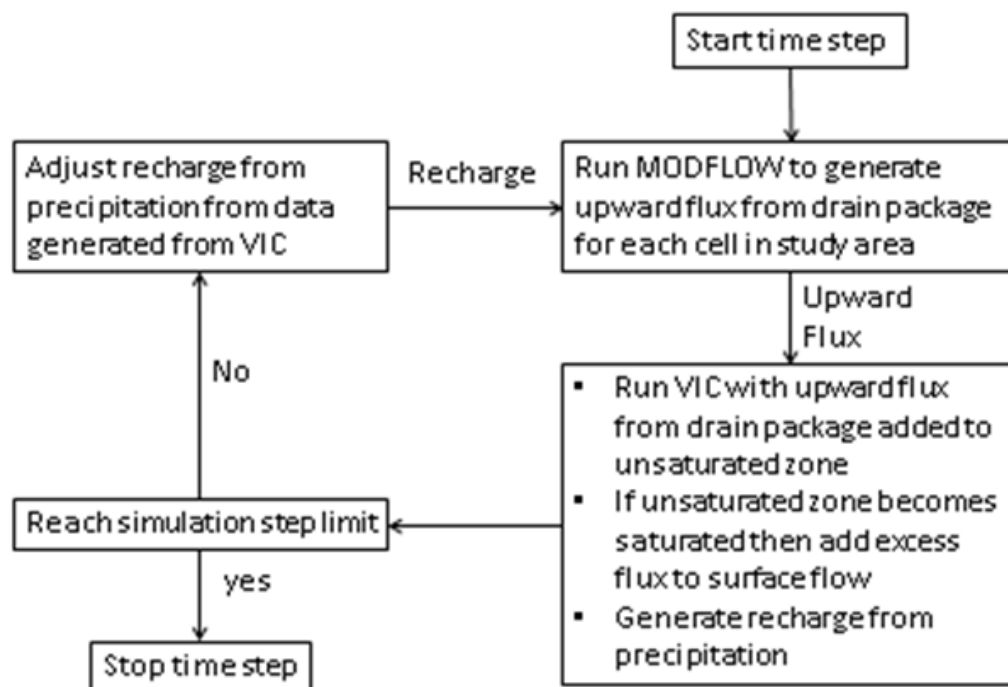 Start time step
Adjust recharge from
precipitation from data
generated from VIC
Recharge
Run MODFLOW to generate
upward flux from drain package
for each cell in study area
Upward
Flux
▪ Run VIC with upward flux
from drain package added to
unsaturated zone
▪ If unsaturated zone becomes
saturated then add excess
flux to surface flow
▪ Generate recharge from
precipitation
No
Reach simulation step limit
yes
Stop time step